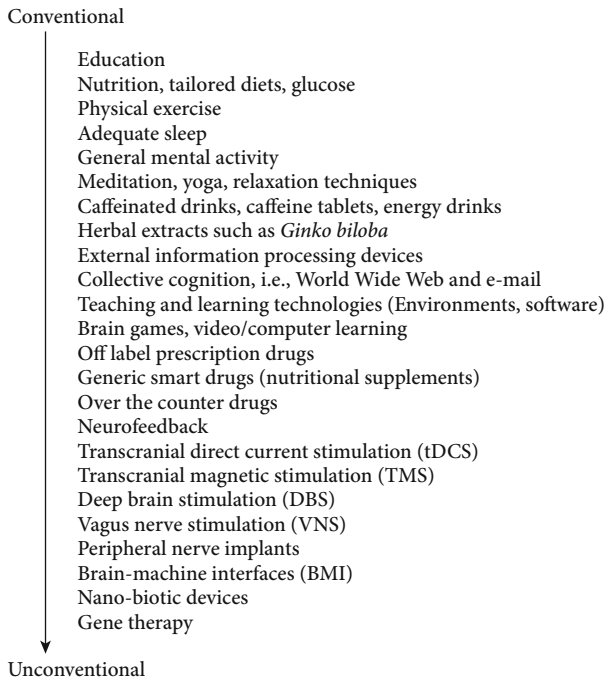 Conventional
Education
Nutrition, tailored diets, glucose
Physical exercise
Adequate sleep
General mental activity
Meditation, yoga, relaxation techniques
Caffeinated drinks, caffeine tablets, energy drinks
Herbal extracts such as Ginko biloba
External information processing devices
Collective cognition, i.e., World Wide Web and e-mail
Teaching and learning technologies (Environments, software)
Brain games, video/computer learning
Off label prescription drugs
Generic smart drugs (nutritional supplements)
Over the counter drugs
Neurofeedback
Transcranial direct current stimulation (tDCS)
Transcranial magnetic stimulation (TMS)
Deep brain stimulation (DBS)
Vagus nerve stimulation (VNS)
Peripheral nerve implants
Brain-machine interfaces (BMI)
Nano-biotic devices
Gene therapy
Unconventional